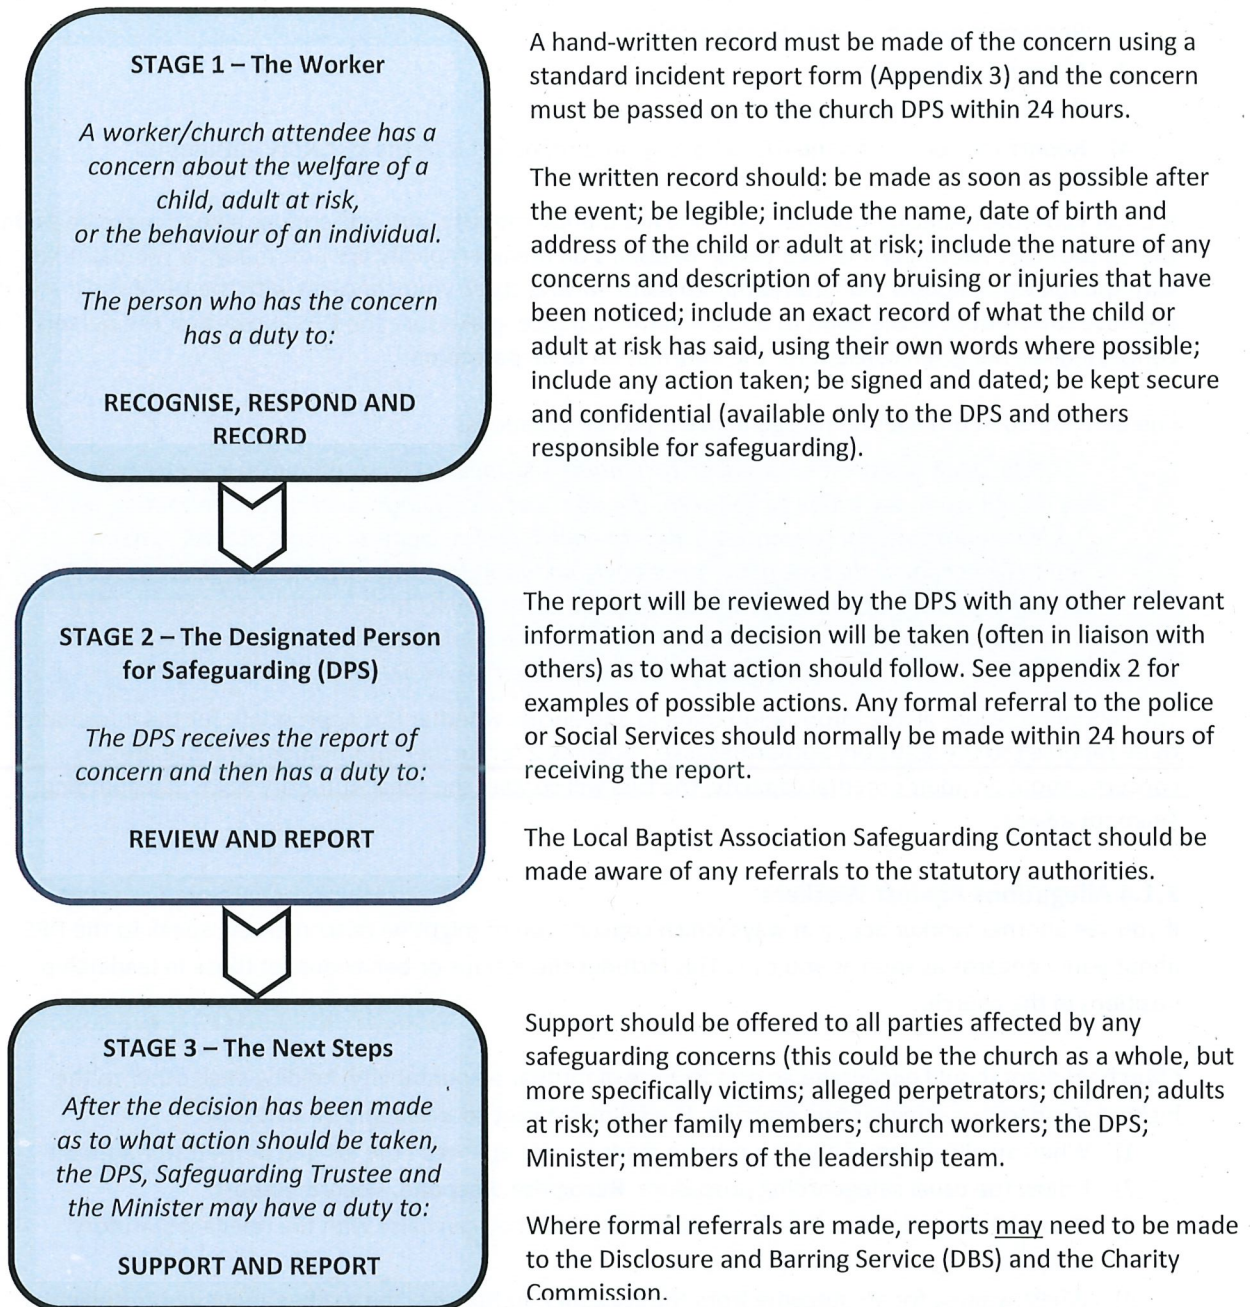 STAGE 1 – The Worker
A worker/church attendee has a
concern about the welfare of a
child, adult at risk,
or the behaviour of an individual.
The person who has the concern
has a duty to:
RECOGNISE, RESPOND AND
RECORD
A hand-written record must be made of the concern using a
standard incident report form (Appendix 3) and the concern
must be passed on to the church DPS within 24 hours.
The written record should: be made as soon as possible after
the event; be legible; include the name, date of birth and
address of the child or adult at risk; include the nature of any
concerns and description of any bruising or injuries that have
been noticed; include an exact record of what the child or
adult at risk has said, using their own words where possible;
include any action taken; be signed and dated; be kept secure
and confidential (available only to the DPS and others
responsible for safeguarding).
STAGE 2 – The Designated Person
for Safeguarding (DPS)
The DPS receives the report of
concern and then has a duty to:
REVIEW AND REPORT
The report will be reviewed by the DPS with any other relevant
information and a decision will be taken (often in liaison with
others) as to what action should follow. See appendix 2 for
examples of possible actions. Any formal referral to the police
or Social Services should normally be made within 24 hours of
receiving the report.
The Local Baptist Association Safeguarding Contact should be
made aware of any referrals to the statutory authorities.
STAGE 3 – The Next Steps
After the decision has been made
as to what action should be taken,
the DPS, Safeguarding Trustee and
the Minister may have a duty to:
SUPPORT AND REPORT
Support should be offered to all parties affected by any
safeguarding concerns (this could be the church as a whole, but
more specifically victims; alleged perpetrators; children; adults
at risk; other family members; church workers; the DPS;
Minister; members of the leadership team.
Where formal referrals are made, reports may need to be made
to the Disclosure and Barring Service (DBS) and the Charity
Commission.